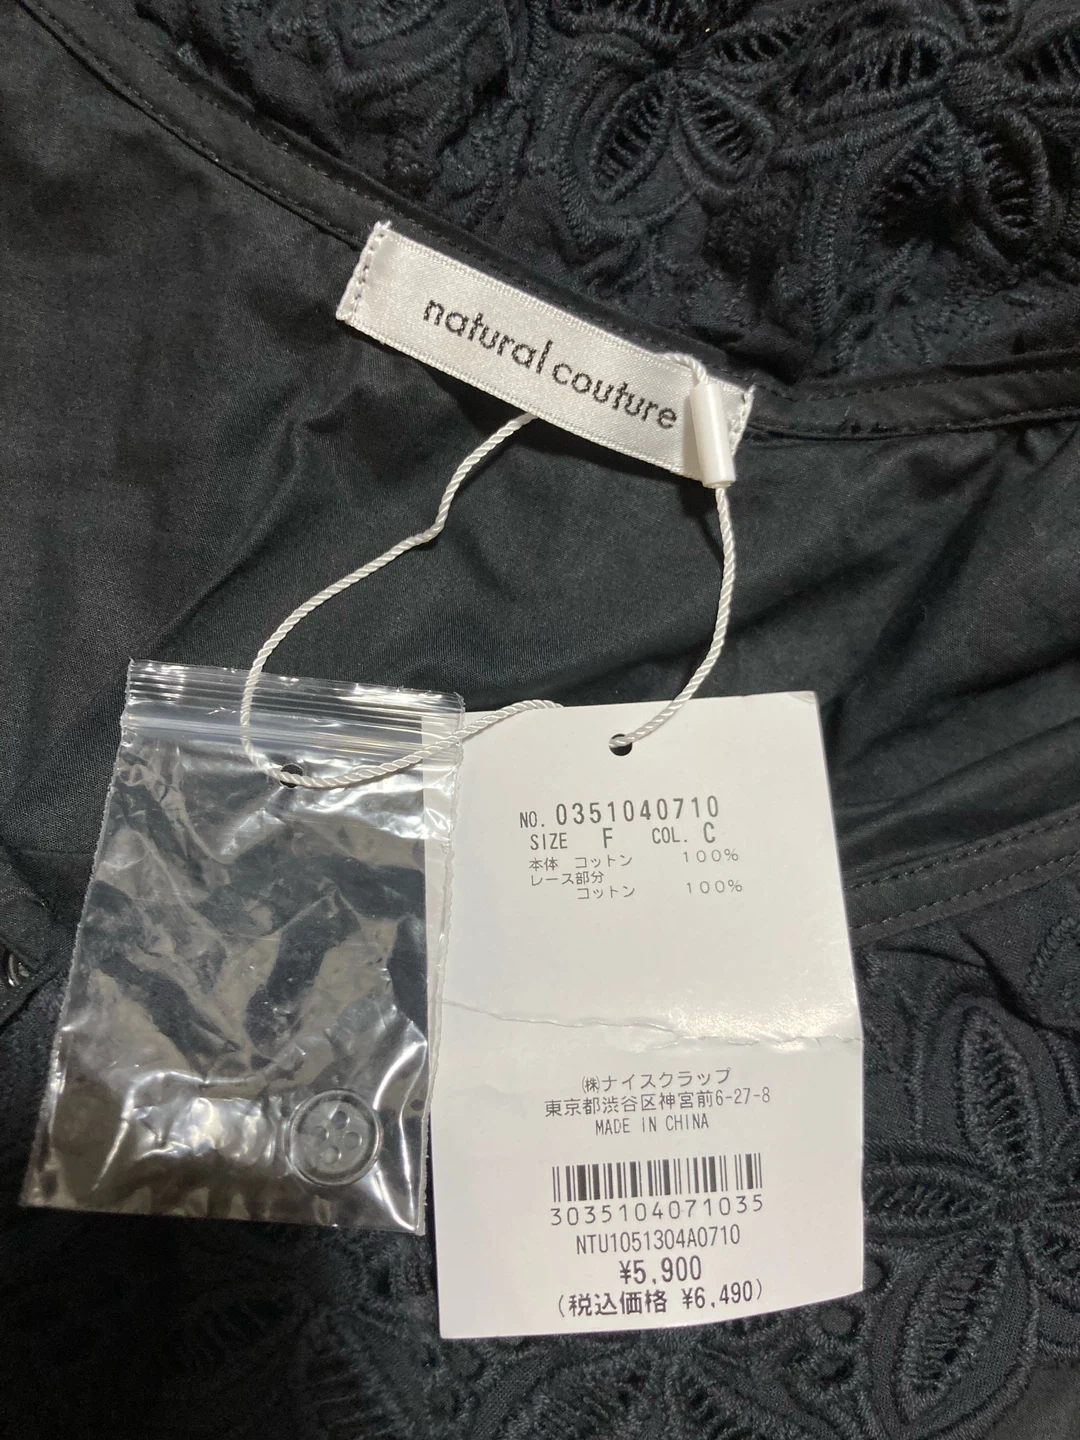 natural couture
NO. 0351040710
SIZE F COL. C
本体 コットン 100%
レース部分
コットン 100%
㈱ナイスクラップ
東京都渋谷区神宮前6-27-8
MADE IN CHINA
3035104071035
NTU1051304A0710
¥5,900
(税込価格 ¥6,490)